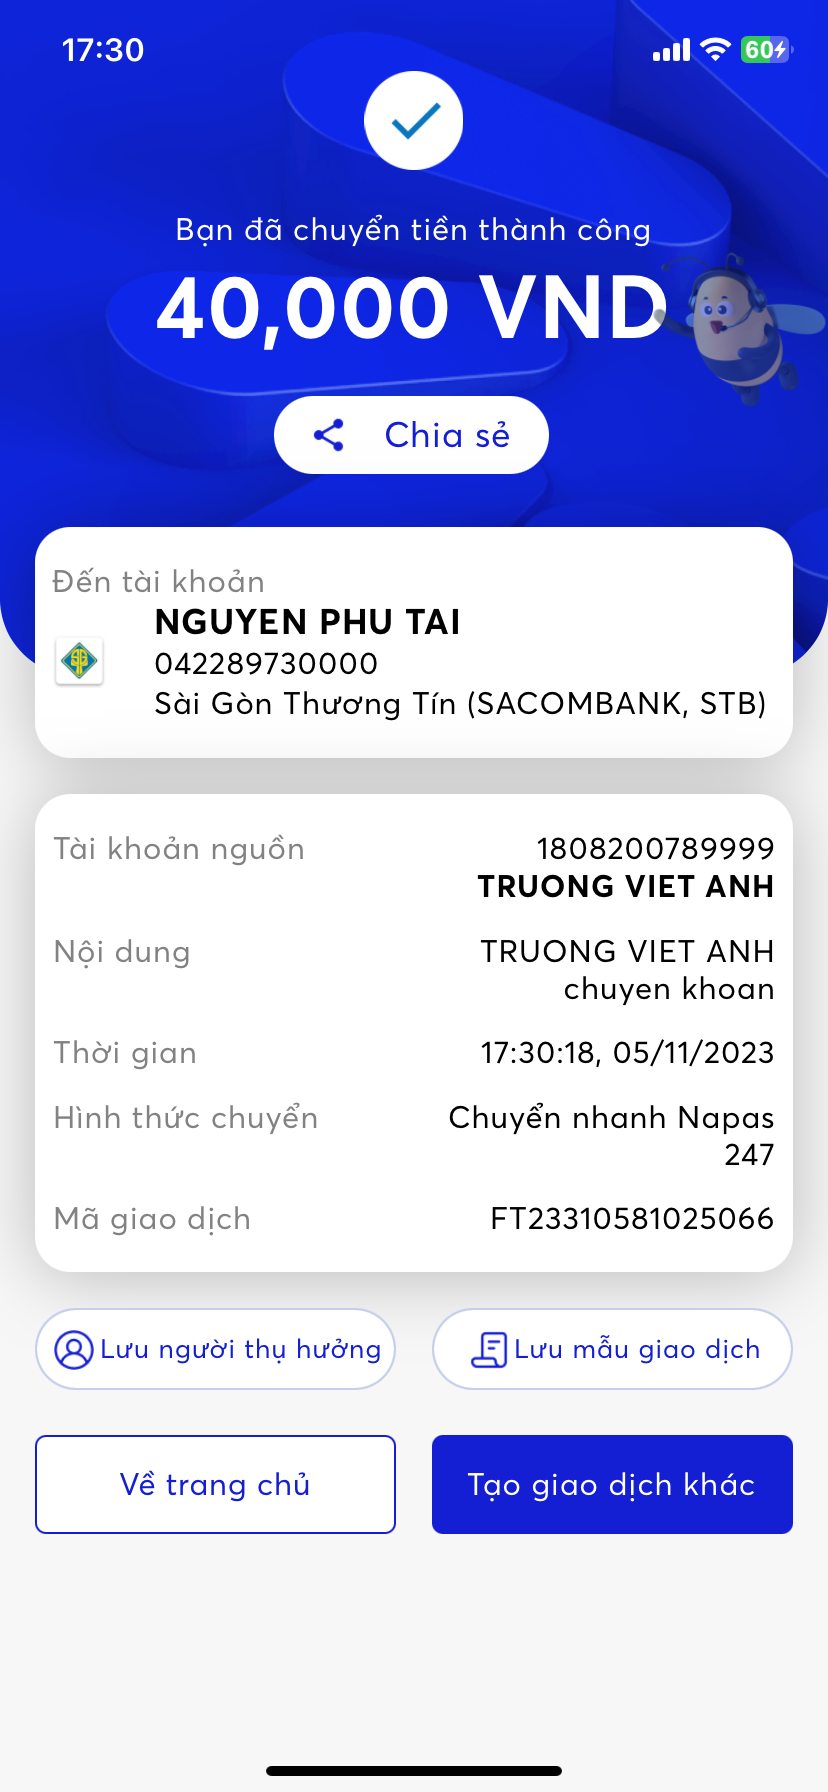 17:30
60
Bạn đã chuyển tiền thành công
40,000 VND
Chia sẻ
Đến tài khoản
NGUYEN PHU TAI
042289730000
Sài Gòn Thương Tín (SACOMBANK, STB)
Tài khoản nguồn 1808200789999
TRUONG VIET ANH
Nội dung TRUONG VIET ANH
chuyen khoan
Thời gian 17:30:18, 05/11/2023
Hình thức chuyển Chuyển nhanh Napas
247
Mã giao dịch FT23310581025066
Lưu người thụ hưởng Lưu mẫu giao dịch
Về trang chủ Tạo giao dịch khác